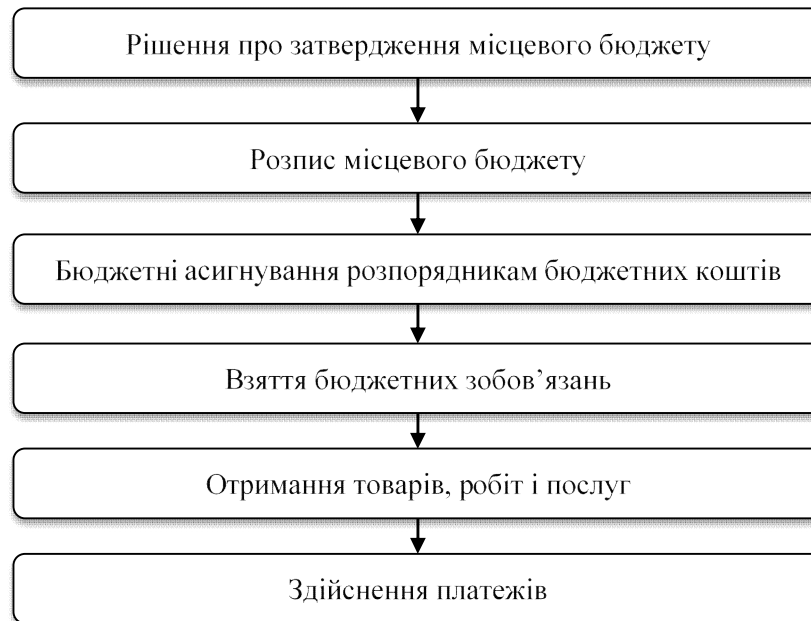 Рішення про затвердження місцевого бюджету
Розпис місцевого бюджету
Бюджетні асигнування розпорядникам бюджетних коштів
Взяття бюджетних зобов’язань
Отримання товарів, робіт і послуг
Здійснення платежів